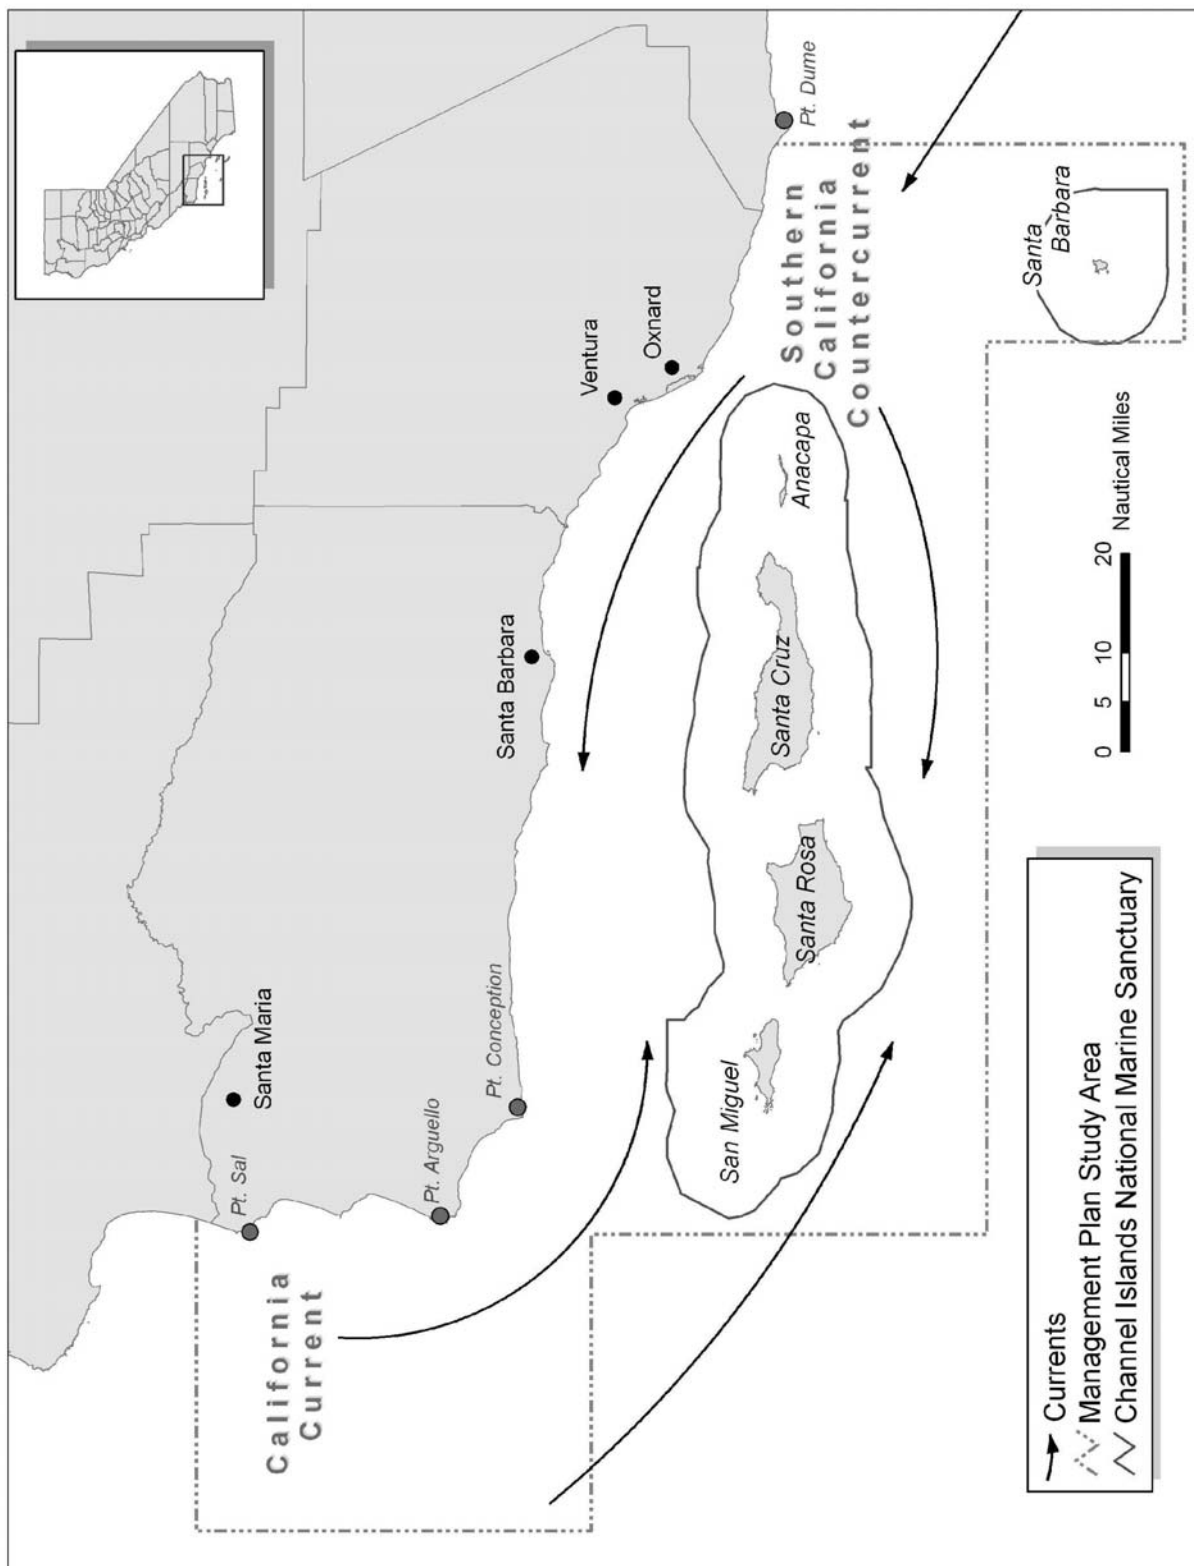 California
Current
Pt. Sal
Santa Maria
Pt. Arguello
Pt. Conception
Santa Barbara
Ventura
Oxnard
Pt. Dume
Southern
California
Countercurrent
San Miguel
Santa Rosa
Santa Cruz
Anacapa
Santa
Barbara
0 5 10 20
Nautical Miles
Currents
Management Plan Study Area
Channel Islands National Marine Sanctuary